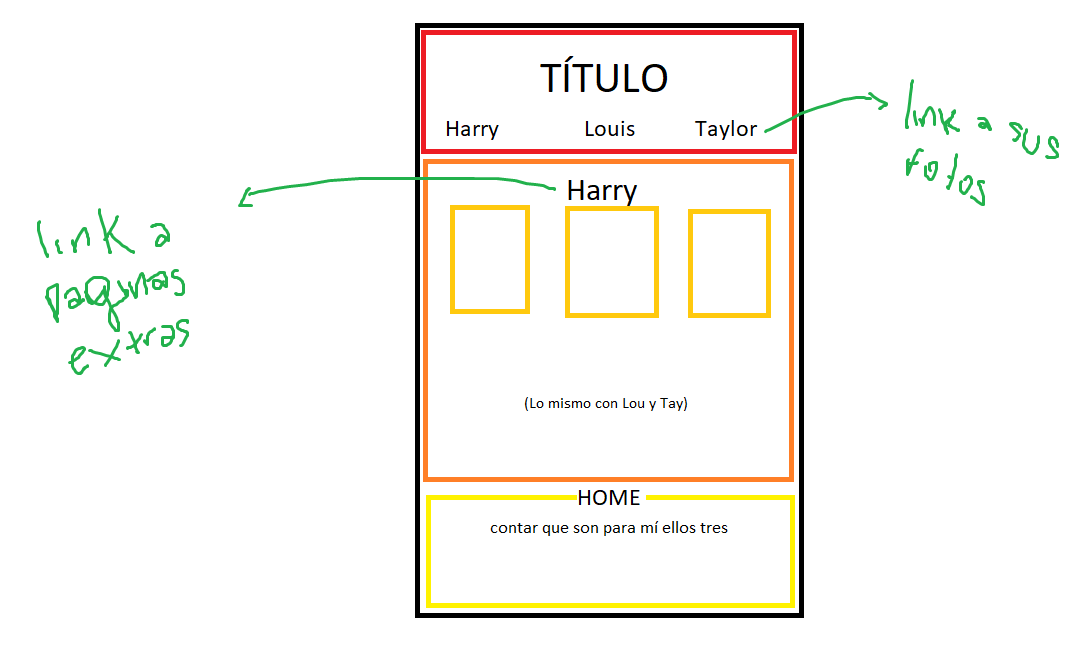 TÍTULO
Harry Louis Taylor
link a sus
fotos
Harry
link a
paginas
extras
(Lo mismo con Lou y Tay)
HOME
contar que son para mí ellos tres